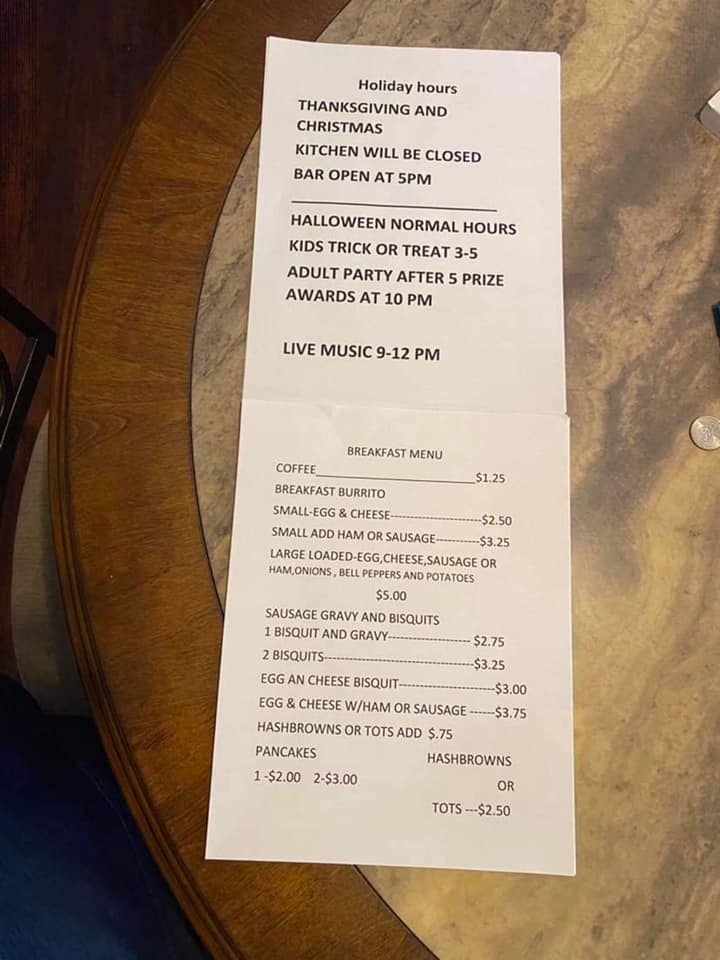 Holiday hours
THANKSGIVING AND
CHRISTMAS
KITCHEN WILL BE CLOSED
BAR OPEN AT 5PM
HALLOWEEN NORMAL HOURS
KIDS TRICK OR TREAT 3-5
ADULT PARTY AFTER 5 PRIZE
AWARDS AT 10 PM
LIVE MUSIC 9-12 PM
BREAKFAST MENU
COFFEE____________________$1.25
BREAKFAST BURRITO
SMALL-EGG & CHEESE-----------------------$2.50
SMALL ADD HAM OR SAUSAGE-----------$3.25
LARGE LOADED-EGG,CHEESE,SAUSAGE OR
HAM,ONIONS , BELL PEPPERS AND POTATOES
$5.00
SAUSAGE GRAVY AND BISQUITS
1 BISQUIT AND GRAVY--------------------- $2.75
2 BISQUITS--------------------------------------$3.25
EGG AN CHEESE BISQUIT------------------------$3.00
EGG & CHEESE W/HAM OR SAUSAGE ------$3.75
HASHBROWNS OR TOTS ADD $.75
PANCAKES
1 -$2.00 2-$3.00
HASHBROWNS
OR
TOTS ---$2.50